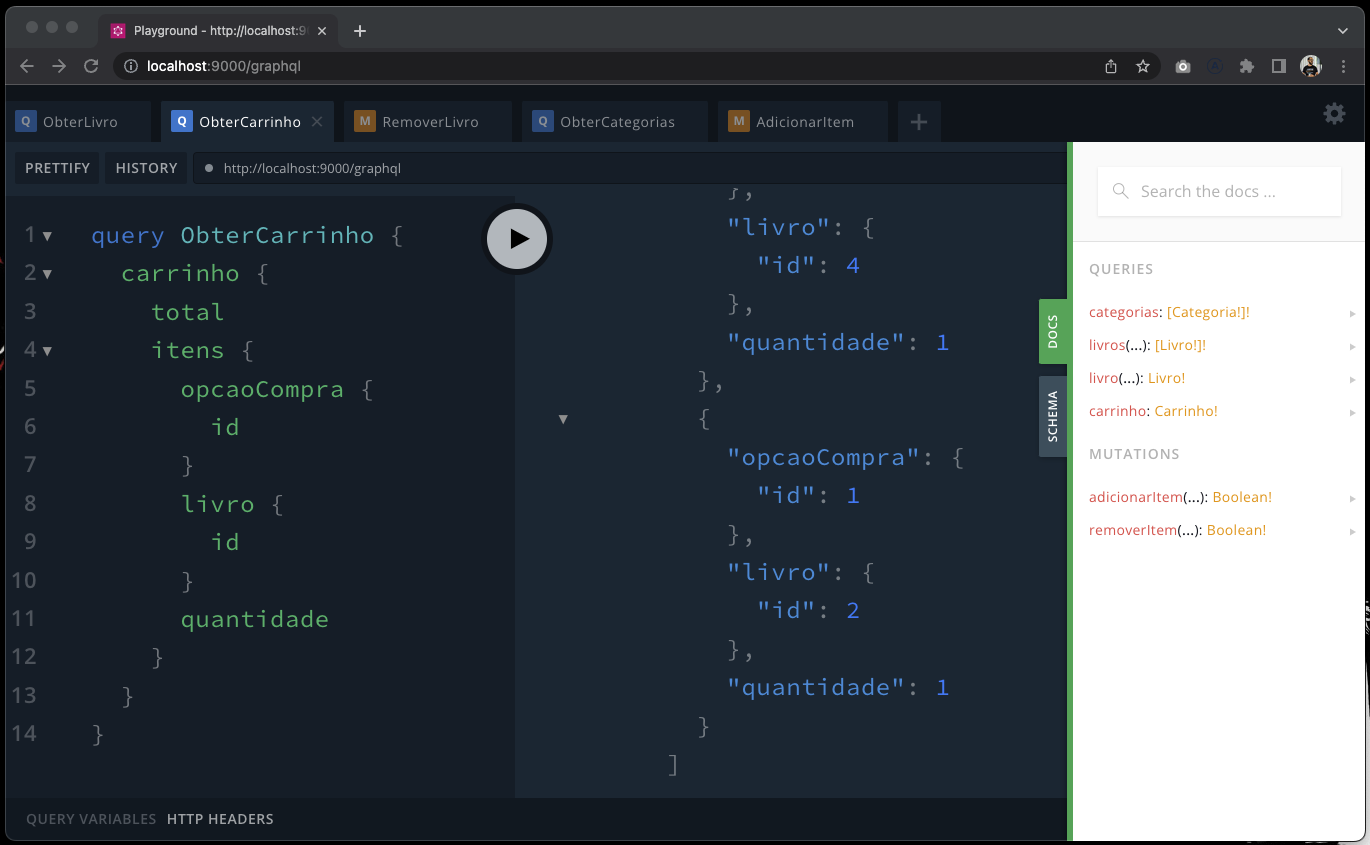 Playground - http://localhost:9
localhost:9000/graphql
Q ObterLivro
Q ObterCarrinho
M RemoverLivro
Q ObterCategorias
M AdicionarItem
PRETTIFY
HISTORY
http://localhost:9000/graphql
1 query ObterCarrinho {
2 carrinho {
3 total
4 itens {
5 opcaoCompra {
6 id
7 }
8 livro {
9 id
10 }
11 quantidade
12 }
13 }
14 }
},
"livro": {
"id": 4
},
"quantidade": 1
},
{
"opcaoCompra": {
"id": 1
},
"livro": {
"id": 2
},
"quantidade": 1
}
]
DOCS
SCHEMA
Search the docs ...
QUERIES
categorias: [Categoria!]!
livros(...): [Livro!]!
livro(...): Livro!
carrinho: Carrinho!
MUTATIONS
adicionarItem(...): Boolean!
removerItem(...): Boolean!
QUERY VARIABLES
HTTP HEADERS